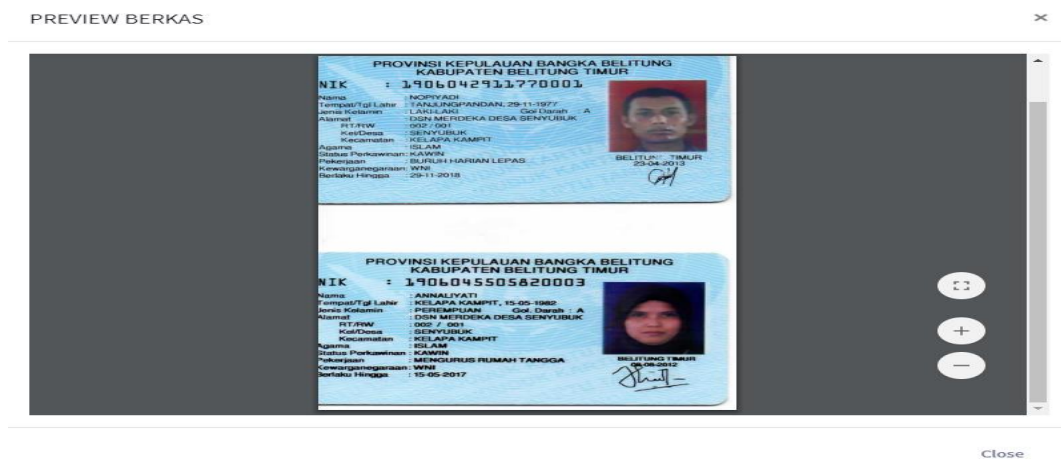 PREVIEW BERKAS
×
PROVINSI KEPULAUAN BANGKA BELITUNG
KABUPATEN BELITUNG TIMUR
NIK : 1906042911770001
Nama : NOPIYADI
Tempat/Tgl Lahir : TANJUNGPANDAN, 29-11-1977
Jenis Kelamin : LAKI-LAKI Gol Darah : A
Alamat : DSN MERDEKA DESA SENYUBUK
RT/RW : 002 / 001
Kel/Desa : SENYUBUK
Kecamatan : KELAPA KAMPIT
Agama : ISLAM
Status Perkawinan: KAWIN
Pekerjaan : BURUH HARIAN LEPAS
Kewarganegaraan: WNI
Berlaku Hingga : 29-11-2018
BELITUNG TIMUR
23-04-2013
PROVINSI KEPULAUAN BANGKA BELITUNG
KABUPATEN BELITUNG TIMUR
NIK : 1906045505820003
Nama : ANNALIYATI
Tempat/Tgl Lahir : KELAPA KAMPIT, 15-05-1982
Jenis Kelamin : PEREMPUAN Gol. Darah : A
Alamat : DSN MERDEKA DESA SENYUBUK
RT/RW : 002 / 001
Kel/Desa : SENYUBUK
Kecamatan : KELAPA KAMPIT
Agama : ISLAM
Status Perkawinan: KAWIN
Pekerjaan : MENGURUS RUMAH TANGGA
Kewarganegaraan: WNI
Berlaku Hingga : 15-05-2017
BELITUNG TIMUR
Close